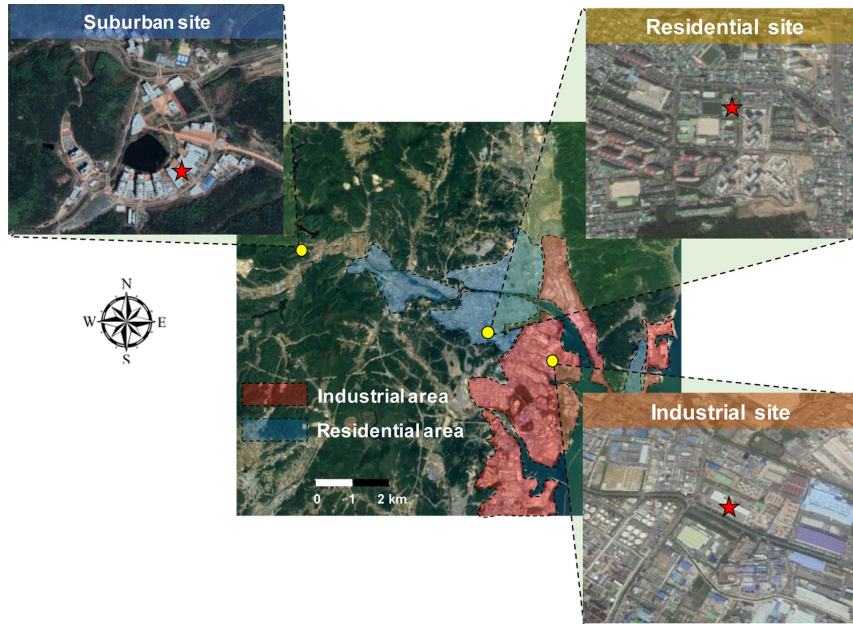 Suburban site
Residential site
N
W E
S
Industrial area
Residential area
0 1 2 km
Industrial site